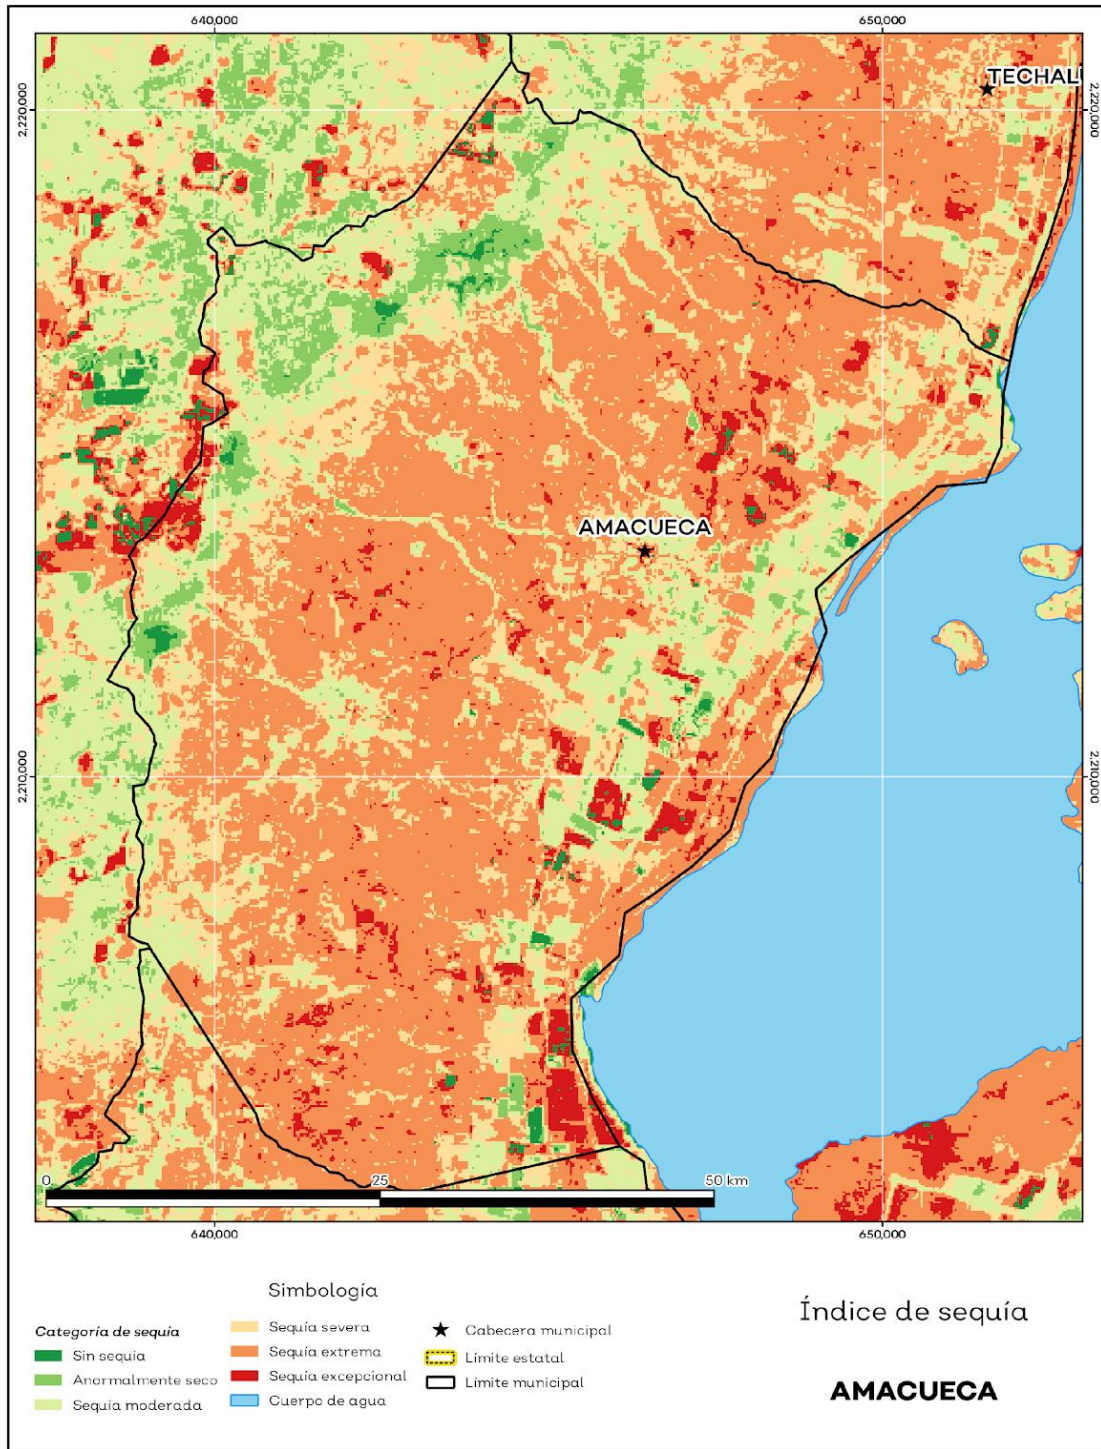 640,000
650,000
TECHALU
2,220,000
2,220,000
AMACUECA
2,210,000
2,210,000
0
25
50 km
640,000
650,000
Simbología
Categoría de sequía
Sin sequia
Anormalmente seco
Sequía moderada
Sequía severa
Sequía extrema
Sequía excepcional
Cuerpo de agua
Cabecera municipal
Límite estatal
Límite municipal
Índice de sequía
AMACUECA